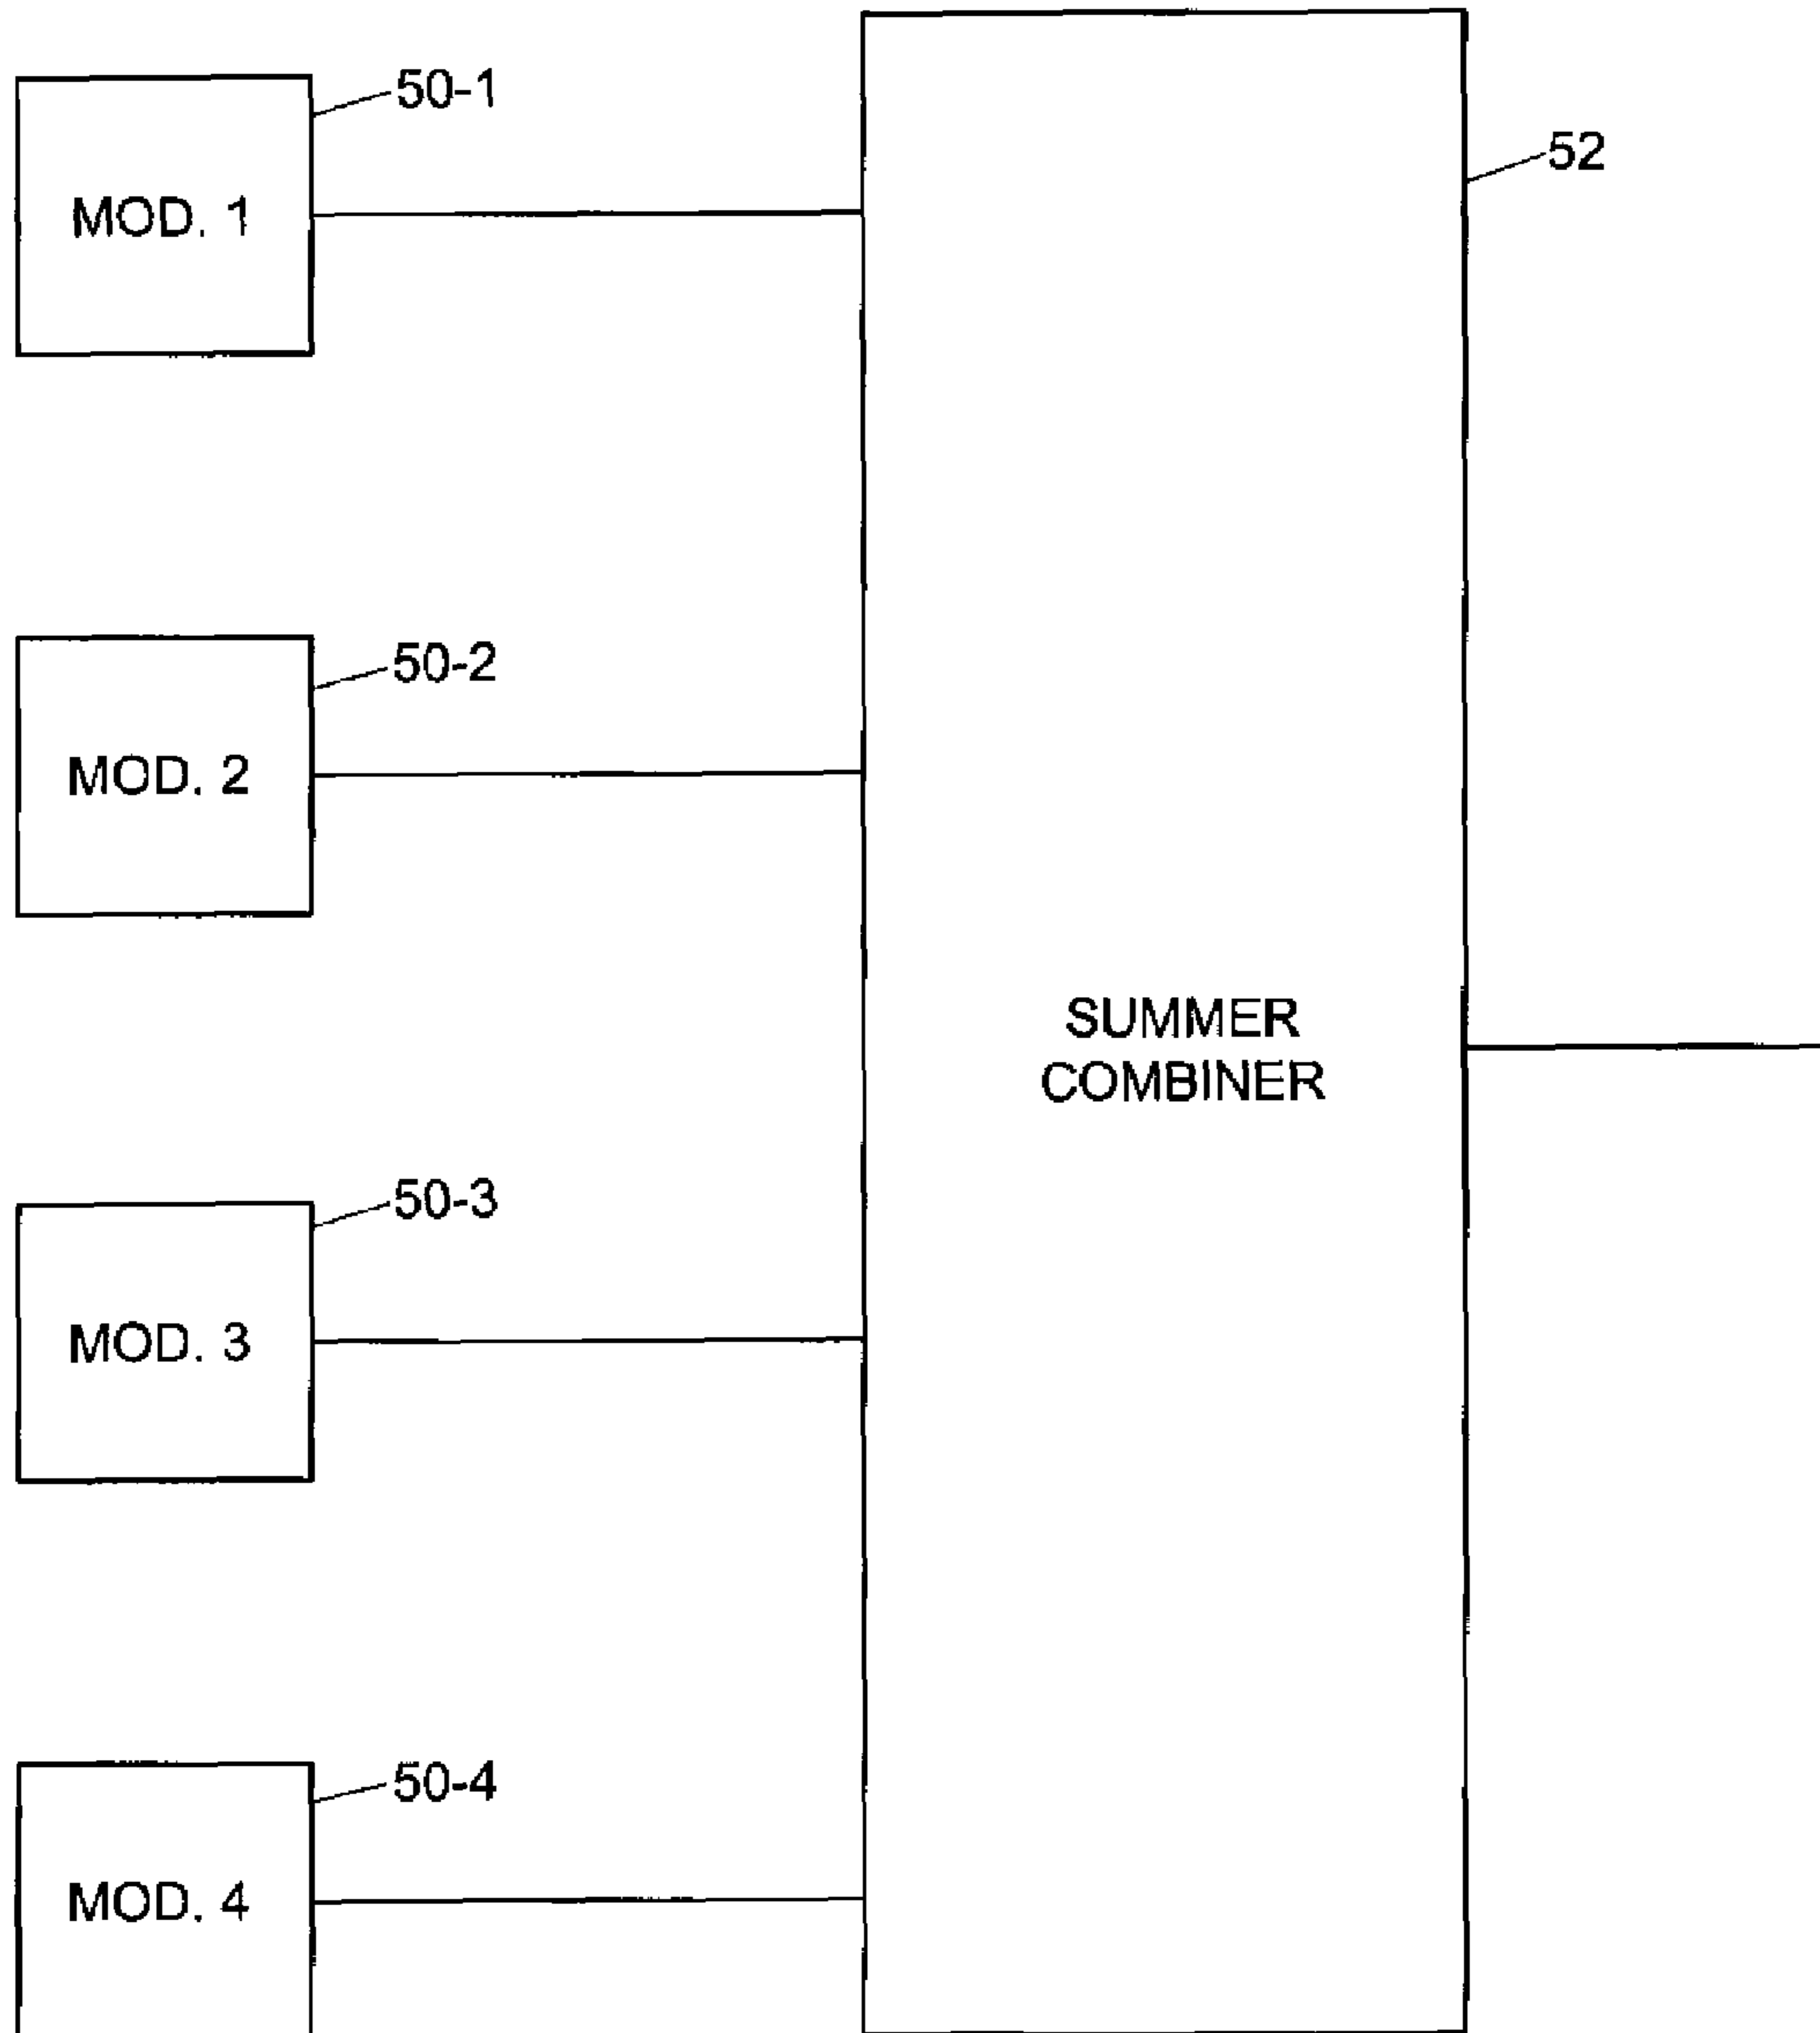 50-1
MOD. 1
52
50-2
MOD. 2
SUMMER
COMBINER
50-3
MOD. 3
50-4
MOD. 4